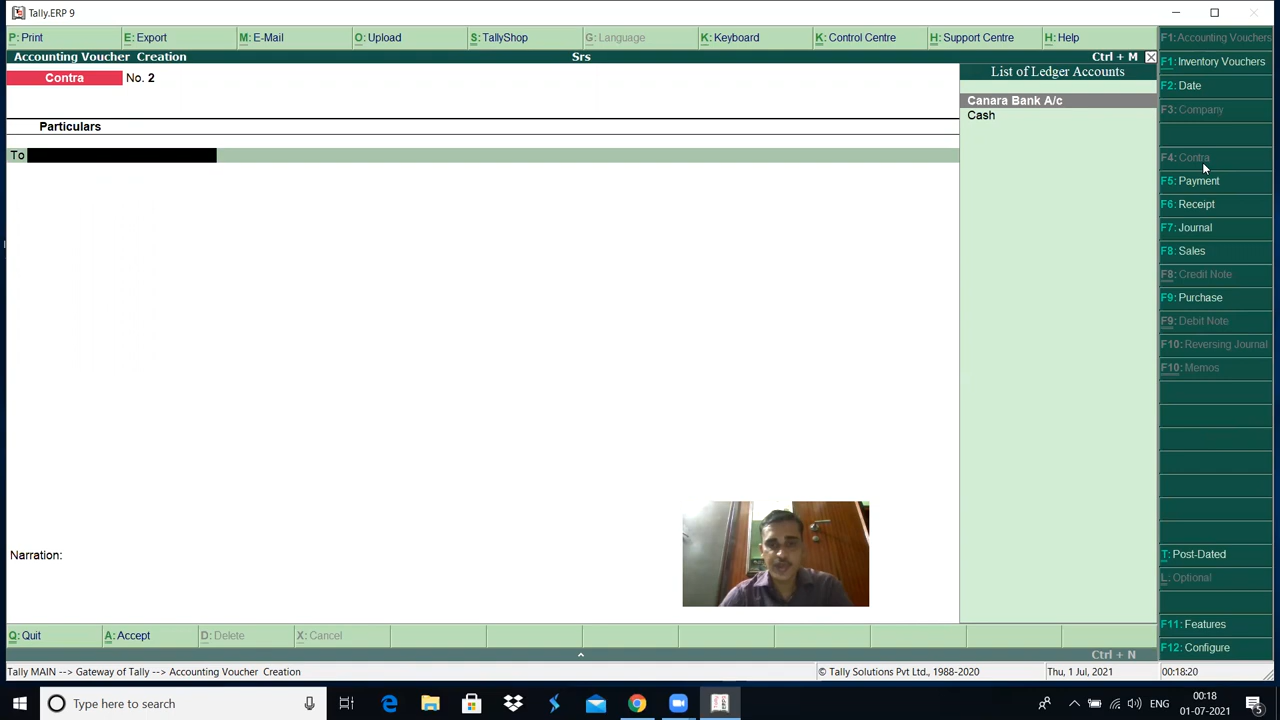 Tally.ERP 9
P: Print
E: Export
M: E-Mail
O: Upload
S: TallyShop
G: Language
K: Keyboard
K: Control Centre
H: Support Centre
H: Help
F1: Accounting Vouchers
Accounting Voucher Creation
Srs
Ctrl + M
F1: Inventory Vouchers
Contra
No. 2
List of Ledger Accounts
F2: Date
Canara Bank A/c
F3: Company
Cash
Particulars
To
F4: Contra
F5: Payment
F6: Receipt
F7: Journal
F8: Sales
F8: Credit Note
F9: Purchase
F9: Debit Note
F10: Reversing Journal
F10: Memos
Narration:
T: Post-Dated
L: Optional
F11: Features
F12: Configure
Q: Quit
A: Accept
D: Delete
X: Cancel
Ctrl + N
Tally MAIN --> Gateway of Tally --> Accounting Voucher Creation
© Tally Solutions Pvt Ltd., 1988-2020
Thu, 1 Jul, 2021
00:18:20
Type here to search
ENG
00:18
01-07-2021
5